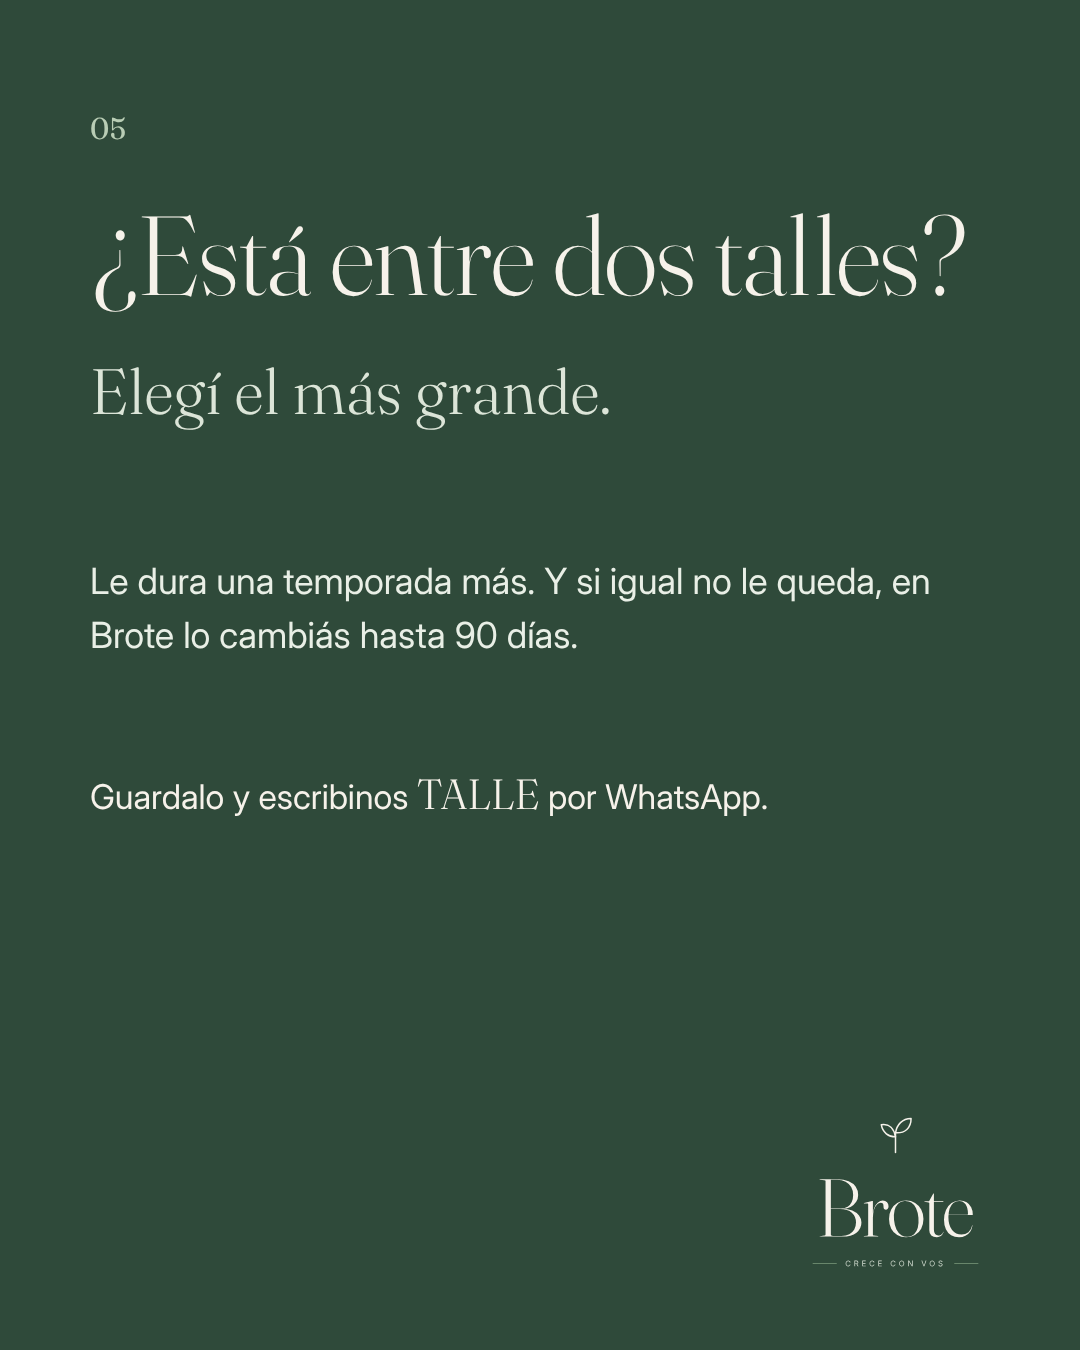 05
¿Está entre dos talles?
Elegí el más grande.
Le dura una temporada más. Y si igual no le queda, en
Brote lo cambiás hasta 90 días.
Guardalo y escribinos TALLE por WhatsApp.
Brote
CRECE CON VOS